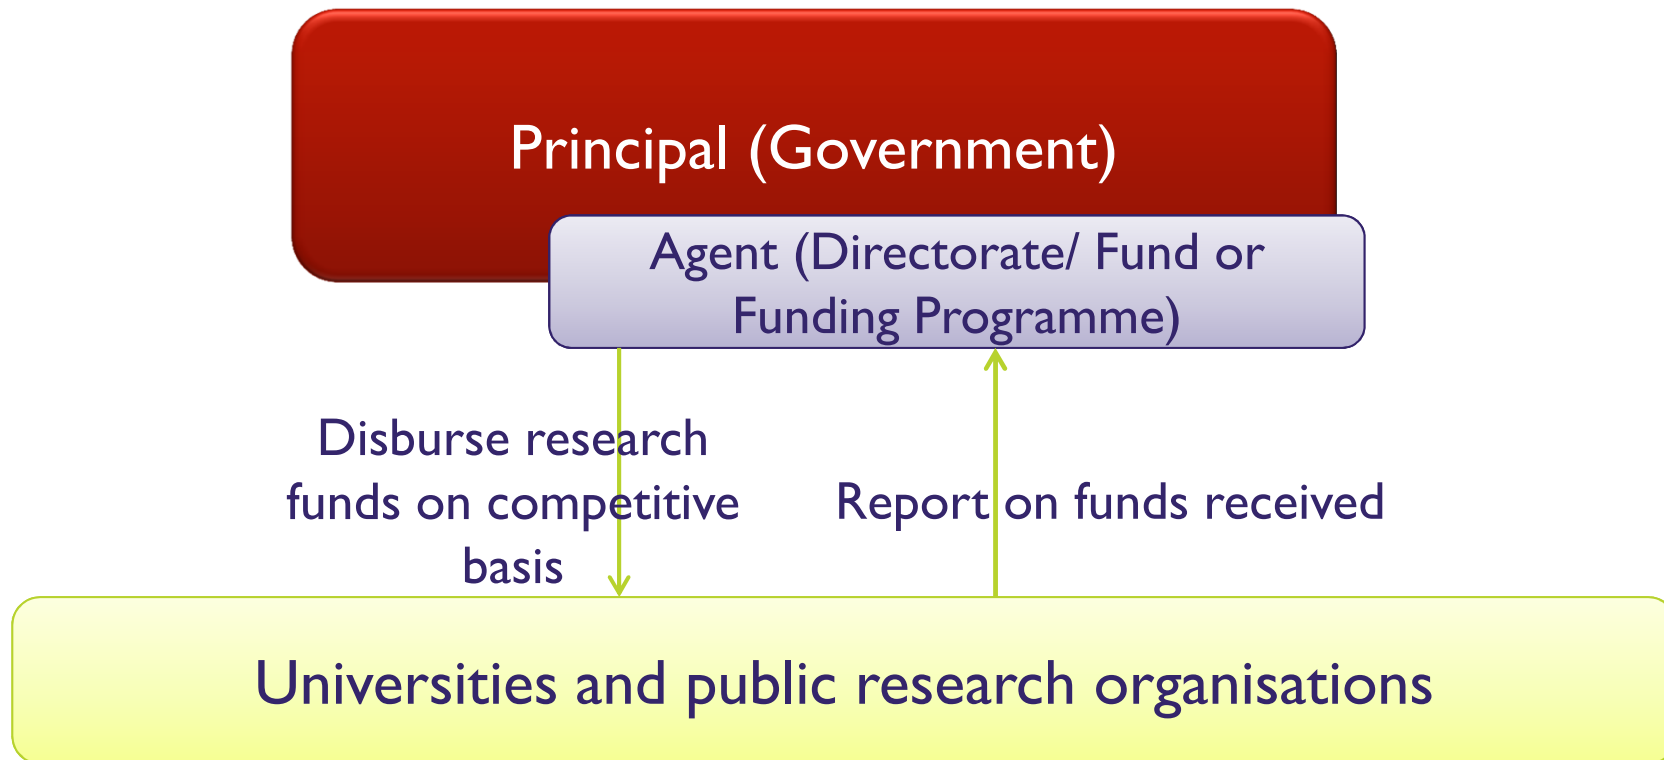 Principal (Government)
Agent (Directorate/ Fund or
Funding Programme)
Disburse research
funds on competitive
basis
Report on funds received
Universities and public research organisations